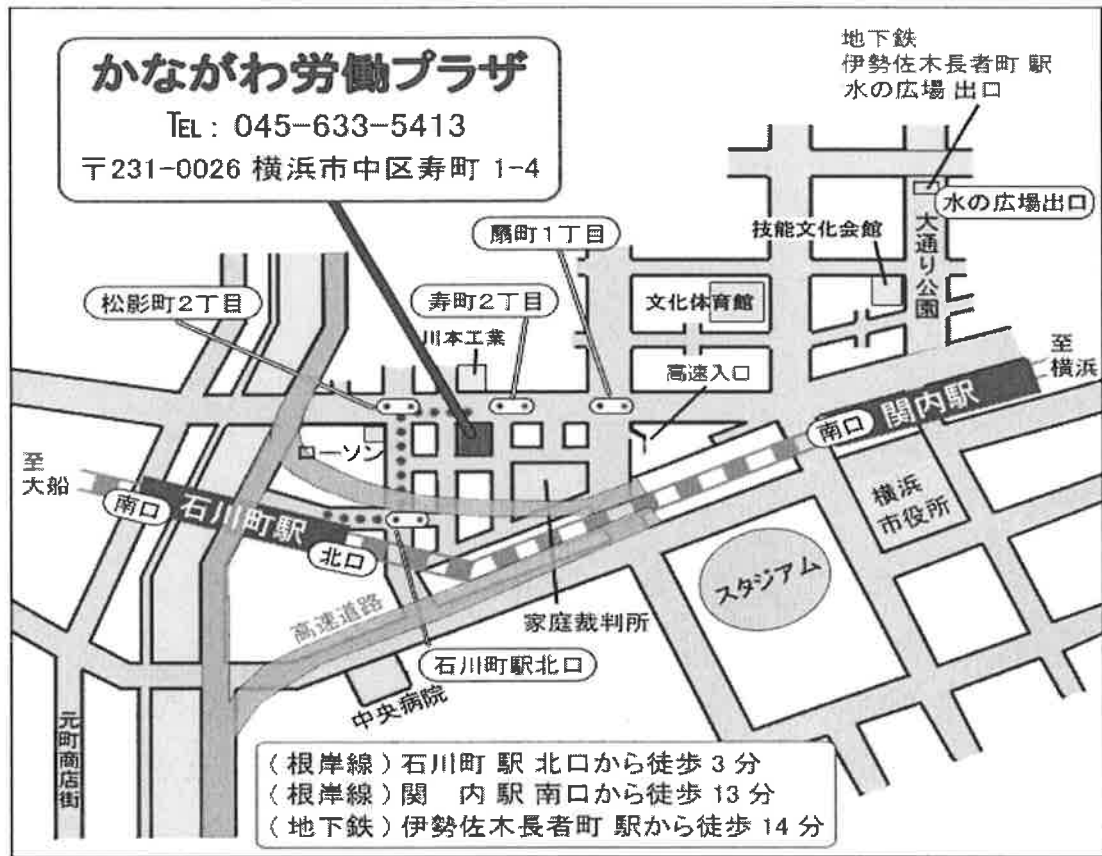 かながわ労働プラザ
TEL : 045-633-5413
〒231-0026 横浜市中区寿町 1-4
地下鉄
伊勢佐木長者町 駅
水の広場 出口
水の広場出口
大通り公園
技能文化会館
扇町1丁目
文化体育館
松影町2丁目
寿町2丁目
川本工業
高速入口
至
横浜
関内駅
南口
ーソン
至
大船
南口
石川町駅
北口
横浜
市役所
スタジアム
高速道路
家庭裁判所
石川町駅北口
中央病院
元町商店街
(根岸線) 石川町 駅 北口から徒歩 3 分
(根岸線) 関 内 駅 南口から徒歩 13 分
(地下鉄) 伊勢佐木長者町 駅から徒歩 14 分